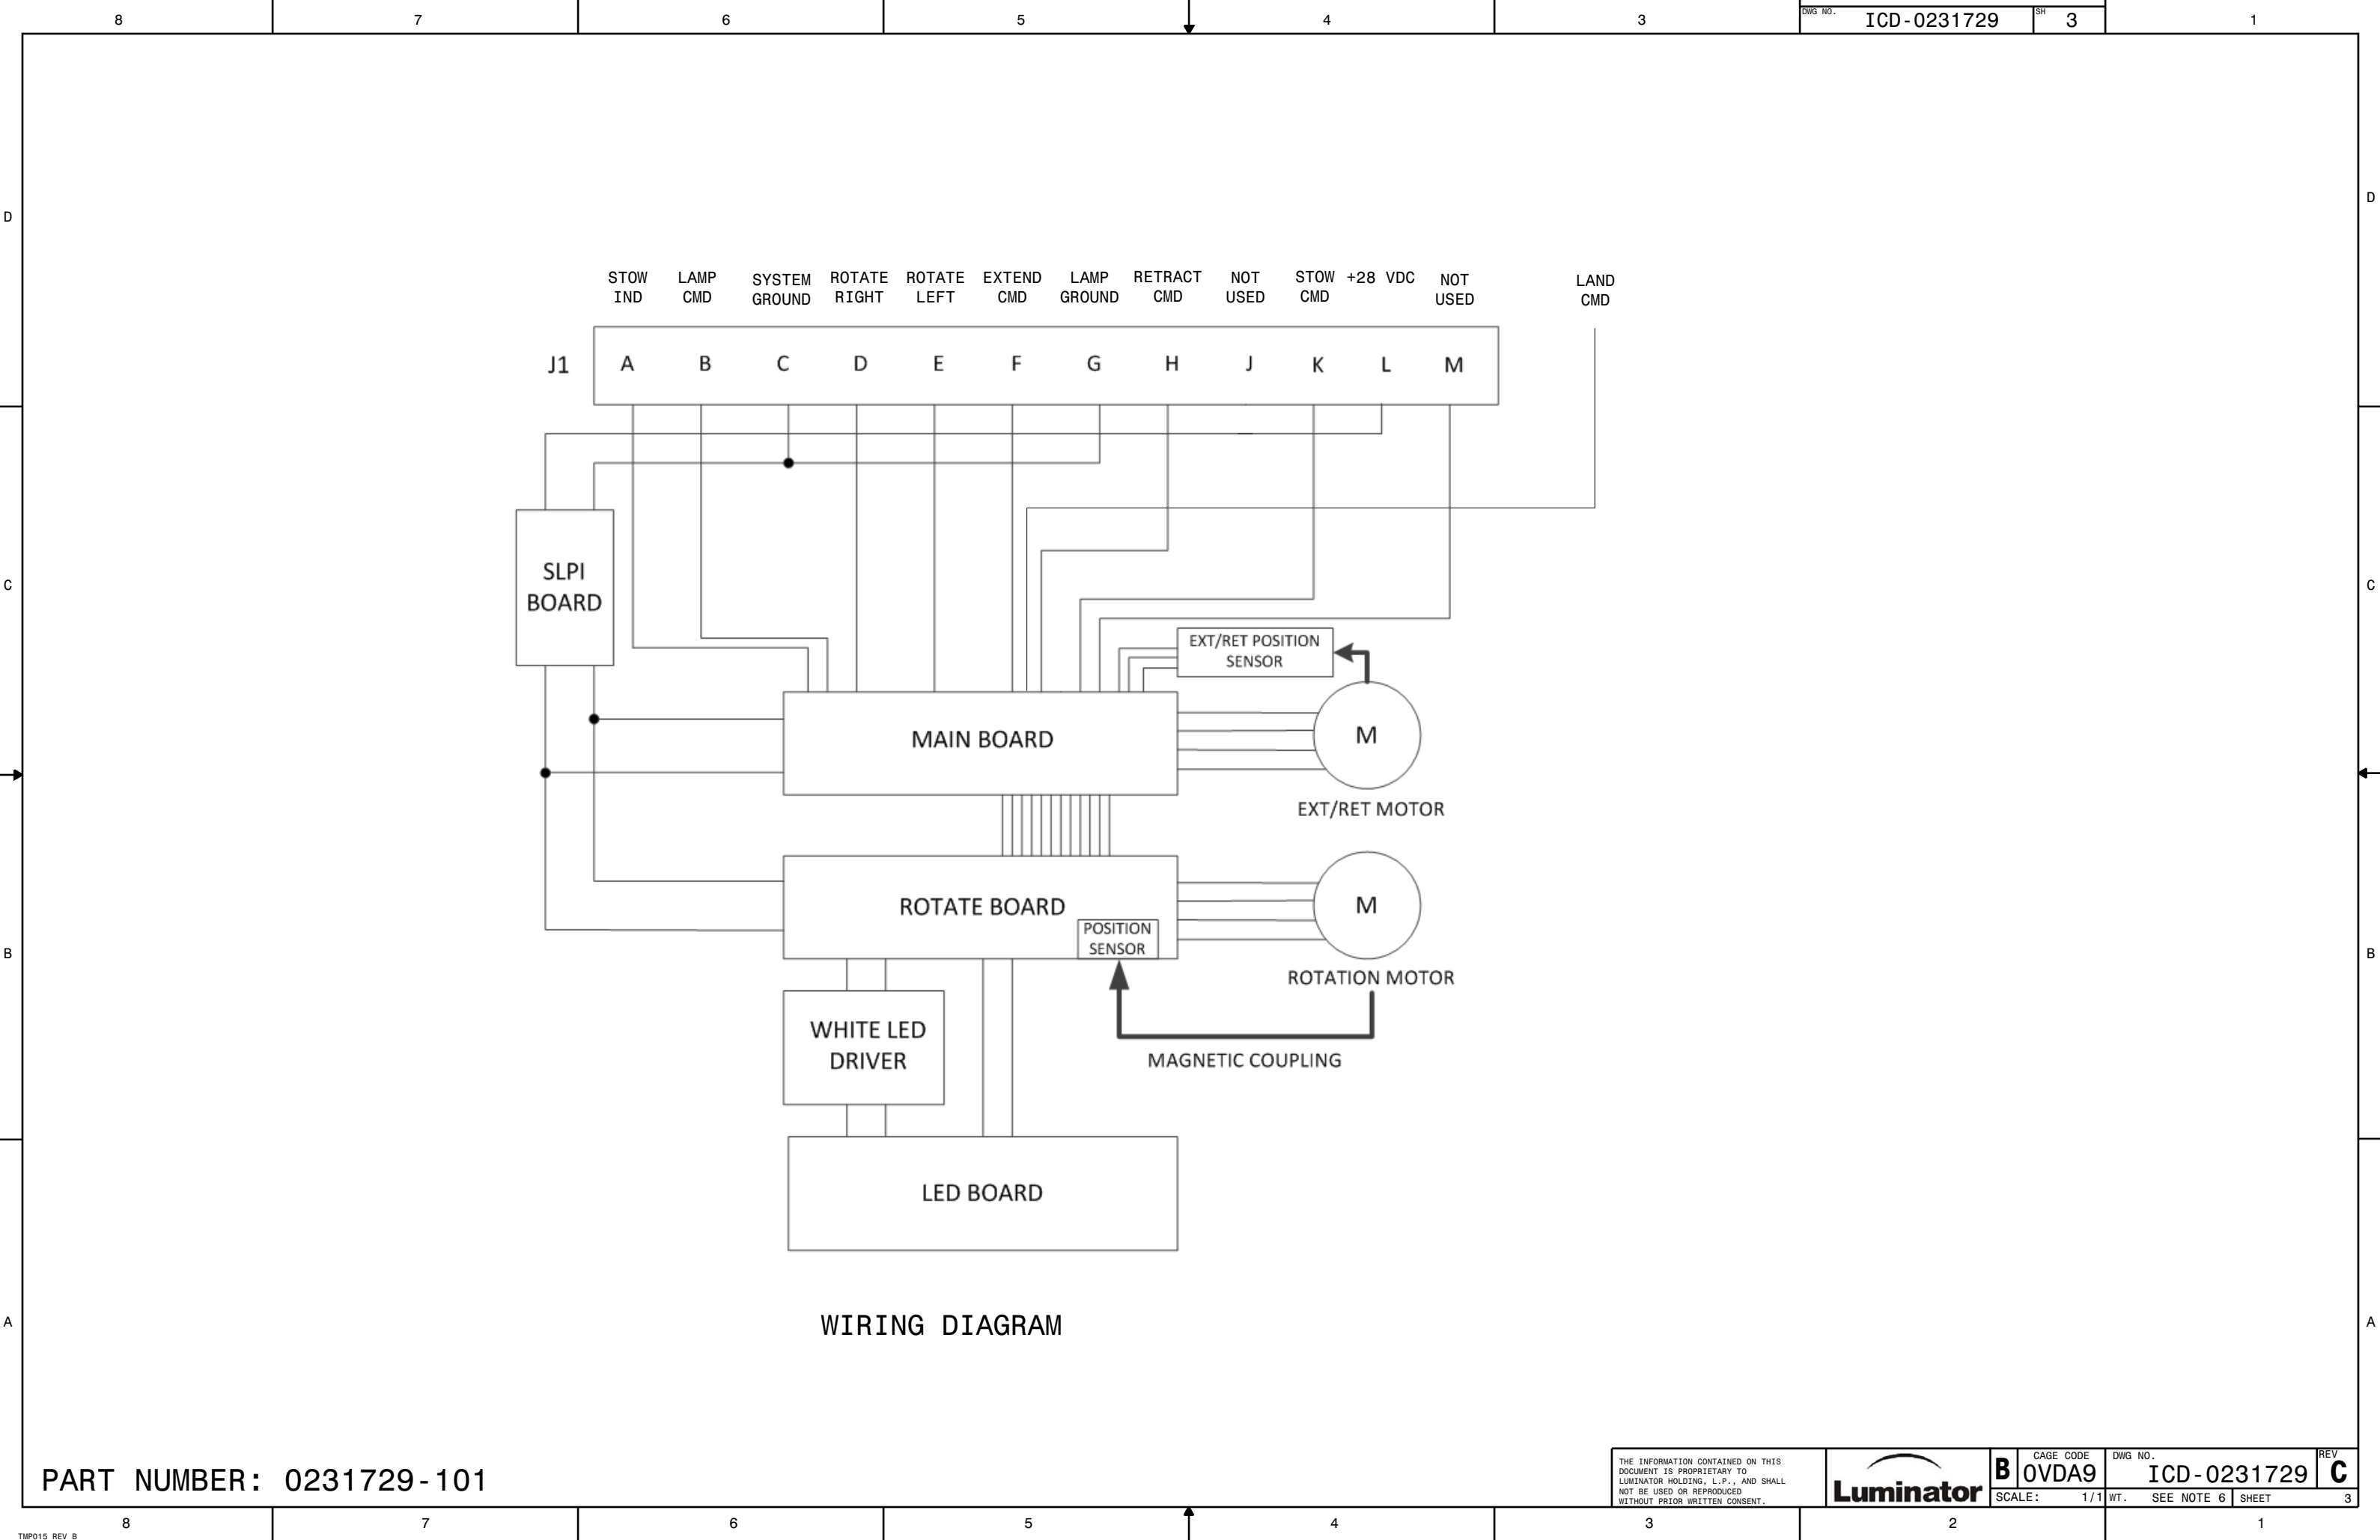 8 7 6 5 4 3 DWG NO. ICD-0231729 SH 3 1
D D
STOW IND
LAMP CMD
SYSTEM GROUND
ROTATE RIGHT
ROTATE LEFT
EXTEND CMD
LAMP GROUND
RETRACT CMD
NOT USED
STOW CMD
+28 VDC
NOT USED
LAND CMD
J1 A B C D E F G H J K L M
C C
SLPI
BOARD
EXT/RET POSITION
SENSOR
MAIN BOARD
M
EXT/RET MOTOR
ROTATE BOARD
M
POSITION
SENSOR
B B
ROTATION MOTOR
WHITE LED
DRIVER
MAGNETIC COUPLING
LED BOARD
A A
WIRING DIAGRAM
PART NUMBER: 0231729-101
THE INFORMATION CONTAINED ON THIS
DOCUMENT IS PROPRIETARY TO
LUMINATOR HOLDING, L.P., AND SHALL
NOT BE USED OR REPRODUCED
WITHOUT PRIOR WRITTEN CONSENT.
Luminator
B
CAGE CODE
0VDA9
DWG NO.
ICD-0231729
REV
C
SCALE: 1/1 WT. SEE NOTE 6 SHEET 3
8 7 6 5 4 3 2 1
TMP015 REV B